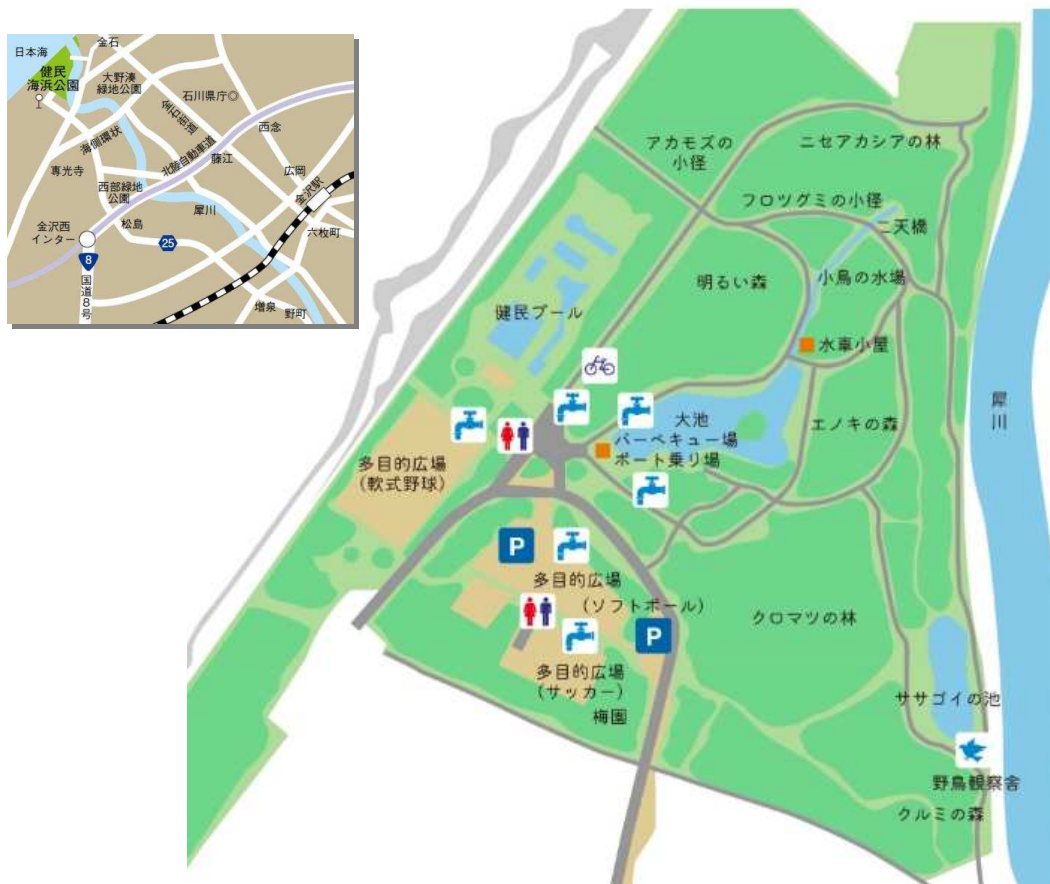 日本海
金石
健民
海浜公園
大野湊
緑地公園
石川県庁◎
金石街道
西念
海側環状
北陸自動車道
藤江
専光寺
広岡
西部緑地
公園
金沢駅
犀川
金沢西
インター
松島
25
六枚町
8
国道8号
増泉
野町
アカモズの
小径
ニセアカシアの林
フロツグミの小径
二天橋
明るい森
小鳥の水場
健民プール
水車小屋
犀川
大池
エノキの森
バーベキュー場
ボート乗り場
多目的広場
(軟式野球)
P
多目的広場
(ソフトボール)
クロマツの林
P
多目的広場
(サッカー)
梅園
ササゴイの池
野鳥観察舎
クルミの森